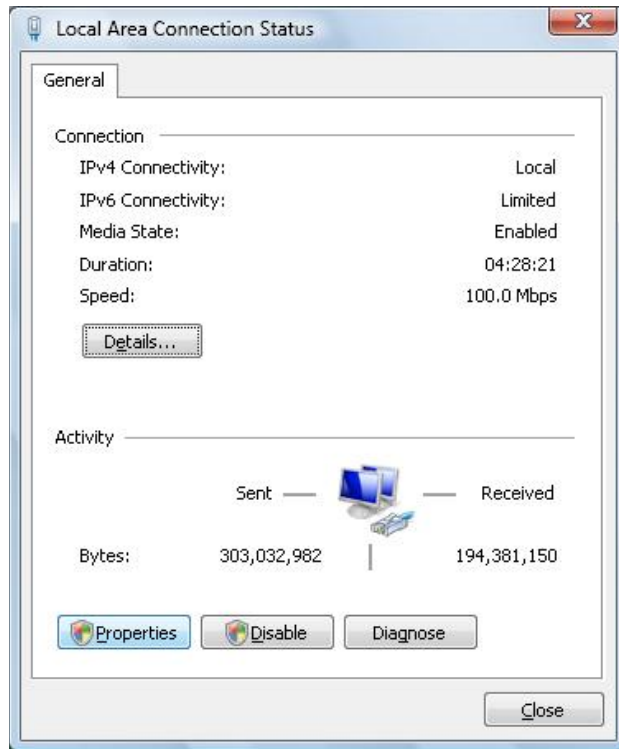 Local Area Connection Status
General
Connection
IPv4 Connectivity: Local
IPv6 Connectivity: Limited
Media State: Enabled
Duration: 04:28:21
Speed: 100.0 Mbps
Details...
Activity
Sent Received
Bytes: 303,032,982 194,381,150
Properties Disable Diagnose
Close